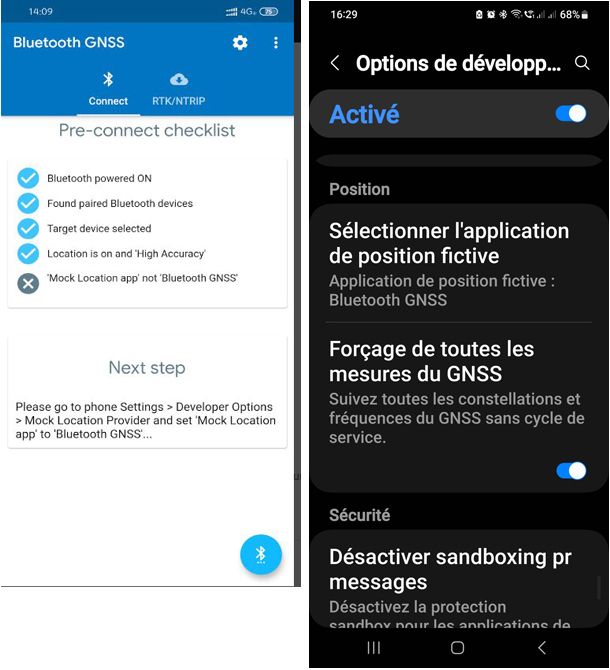 14:09
4G
75
Bluetooth GNSS
Connect
RTK/NTRIP
Pre-connect checklist
Bluetooth powered ON
Found paired Bluetooth devices
Target device selected
Location is on and 'High Accuracy'
'Mock Location app' not 'Bluetooth GNSS'
Next step
Please go to phone Settings > Developer Options
> Mock Location Provider and set 'Mock Location
app' to 'Bluetooth GNSS'...
16:29
68%
Options de développ...
Activé
Position
Sélectionner l'application
de position fictive
Application de position fictive :
Bluetooth GNSS
Forçage de toutes les
mesures du GNSS
Suivez toutes les constellations et
fréquences du GNSS sans cycle de
service.
Sécurité
Désactiver sandboxing pr
messages
Désactivez la protection
sandbox pour les applications de